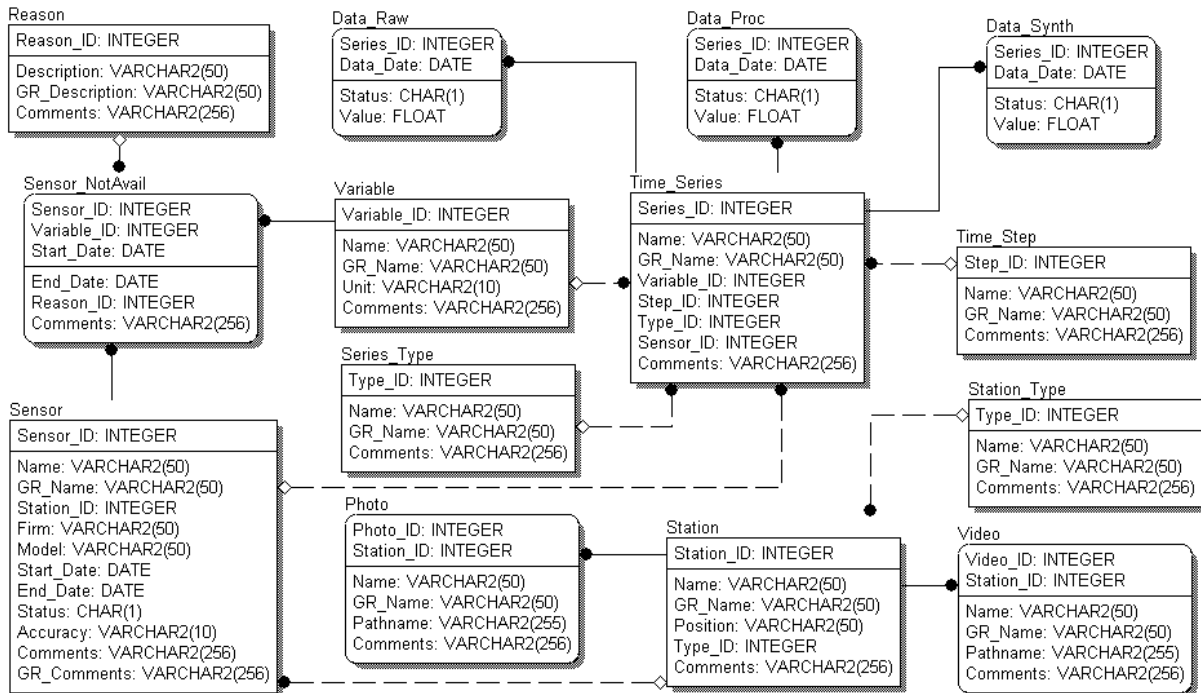 Reason
Reason_ID: INTEGER
Description: VARCHAR2(50)
GR_Description: VARCHAR2(50)
Comments: VARCHAR2(256)
Data_Raw
Series_ID: INTEGER
Data_Date: DATE
Status: CHAR(1)
Value: FLOAT
Data_Proc
Series_ID: INTEGER
Data_Date: DATE
Status: CHAR(1)
Value: FLOAT
Data_Synth
Series_ID: INTEGER
Data_Date: DATE
Status: CHAR(1)
Value: FLOAT
Sensor_NotAvail
Sensor_ID: INTEGER
Variable_ID: INTEGER
Start_Date: DATE
End_Date: DATE
Reason_ID: INTEGER
Comments: VARCHAR2(256)
Variable
Variable_ID: INTEGER
Name: VARCHAR2(50)
GR_Name: VARCHAR2(50)
Unit: VARCHAR2(10)
Comments: VARCHAR2(256)
Time_Series
Series_ID: INTEGER
Name: VARCHAR2(50)
GR_Name: VARCHAR2(50)
Variable_ID: INTEGER
Step_ID: INTEGER
Type_ID: INTEGER
Sensor_ID: INTEGER
Comments: VARCHAR2(256)
Time_Step
Step_ID: INTEGER
Name: VARCHAR2(50)
GR_Name: VARCHAR2(50)
Comments: VARCHAR2(256)
Series_Type
Type_ID: INTEGER
Name: VARCHAR2(50)
GR_Name: VARCHAR2(50)
Comments: VARCHAR2(256)
Station_Type
Type_ID: INTEGER
Name: VARCHAR2(50)
GR_Name: VARCHAR2(50)
Comments: VARCHAR2(256)
Sensor
Sensor_ID: INTEGER
Name: VARCHAR2(50)
GR_Name: VARCHAR2(50)
Station_ID: INTEGER
Firm: VARCHAR2(50)
Model: VARCHAR2(50)
Start_Date: DATE
End_Date: DATE
Status: CHAR(1)
Accuracy: VARCHAR2(10)
Comments: VARCHAR2(256)
GR_Comments: VARCHAR2(256)
Photo
Photo_ID: INTEGER
Station_ID: INTEGER
Name: VARCHAR2(50)
GR_Name: VARCHAR2(50)
Pathname: VARCHAR2(255)
Comments: VARCHAR2(256)
Station
Station_ID: INTEGER
Name: VARCHAR2(50)
GR_Name: VARCHAR2(50)
Position: VARCHAR2(50)
Type_ID: INTEGER
Comments: VARCHAR2(256)
Video
Video_ID: INTEGER
Station_ID: INTEGER
Name: VARCHAR2(50)
GR_Name: VARCHAR2(50)
Pathname: VARCHAR2(255)
Comments: VARCHAR2(256)